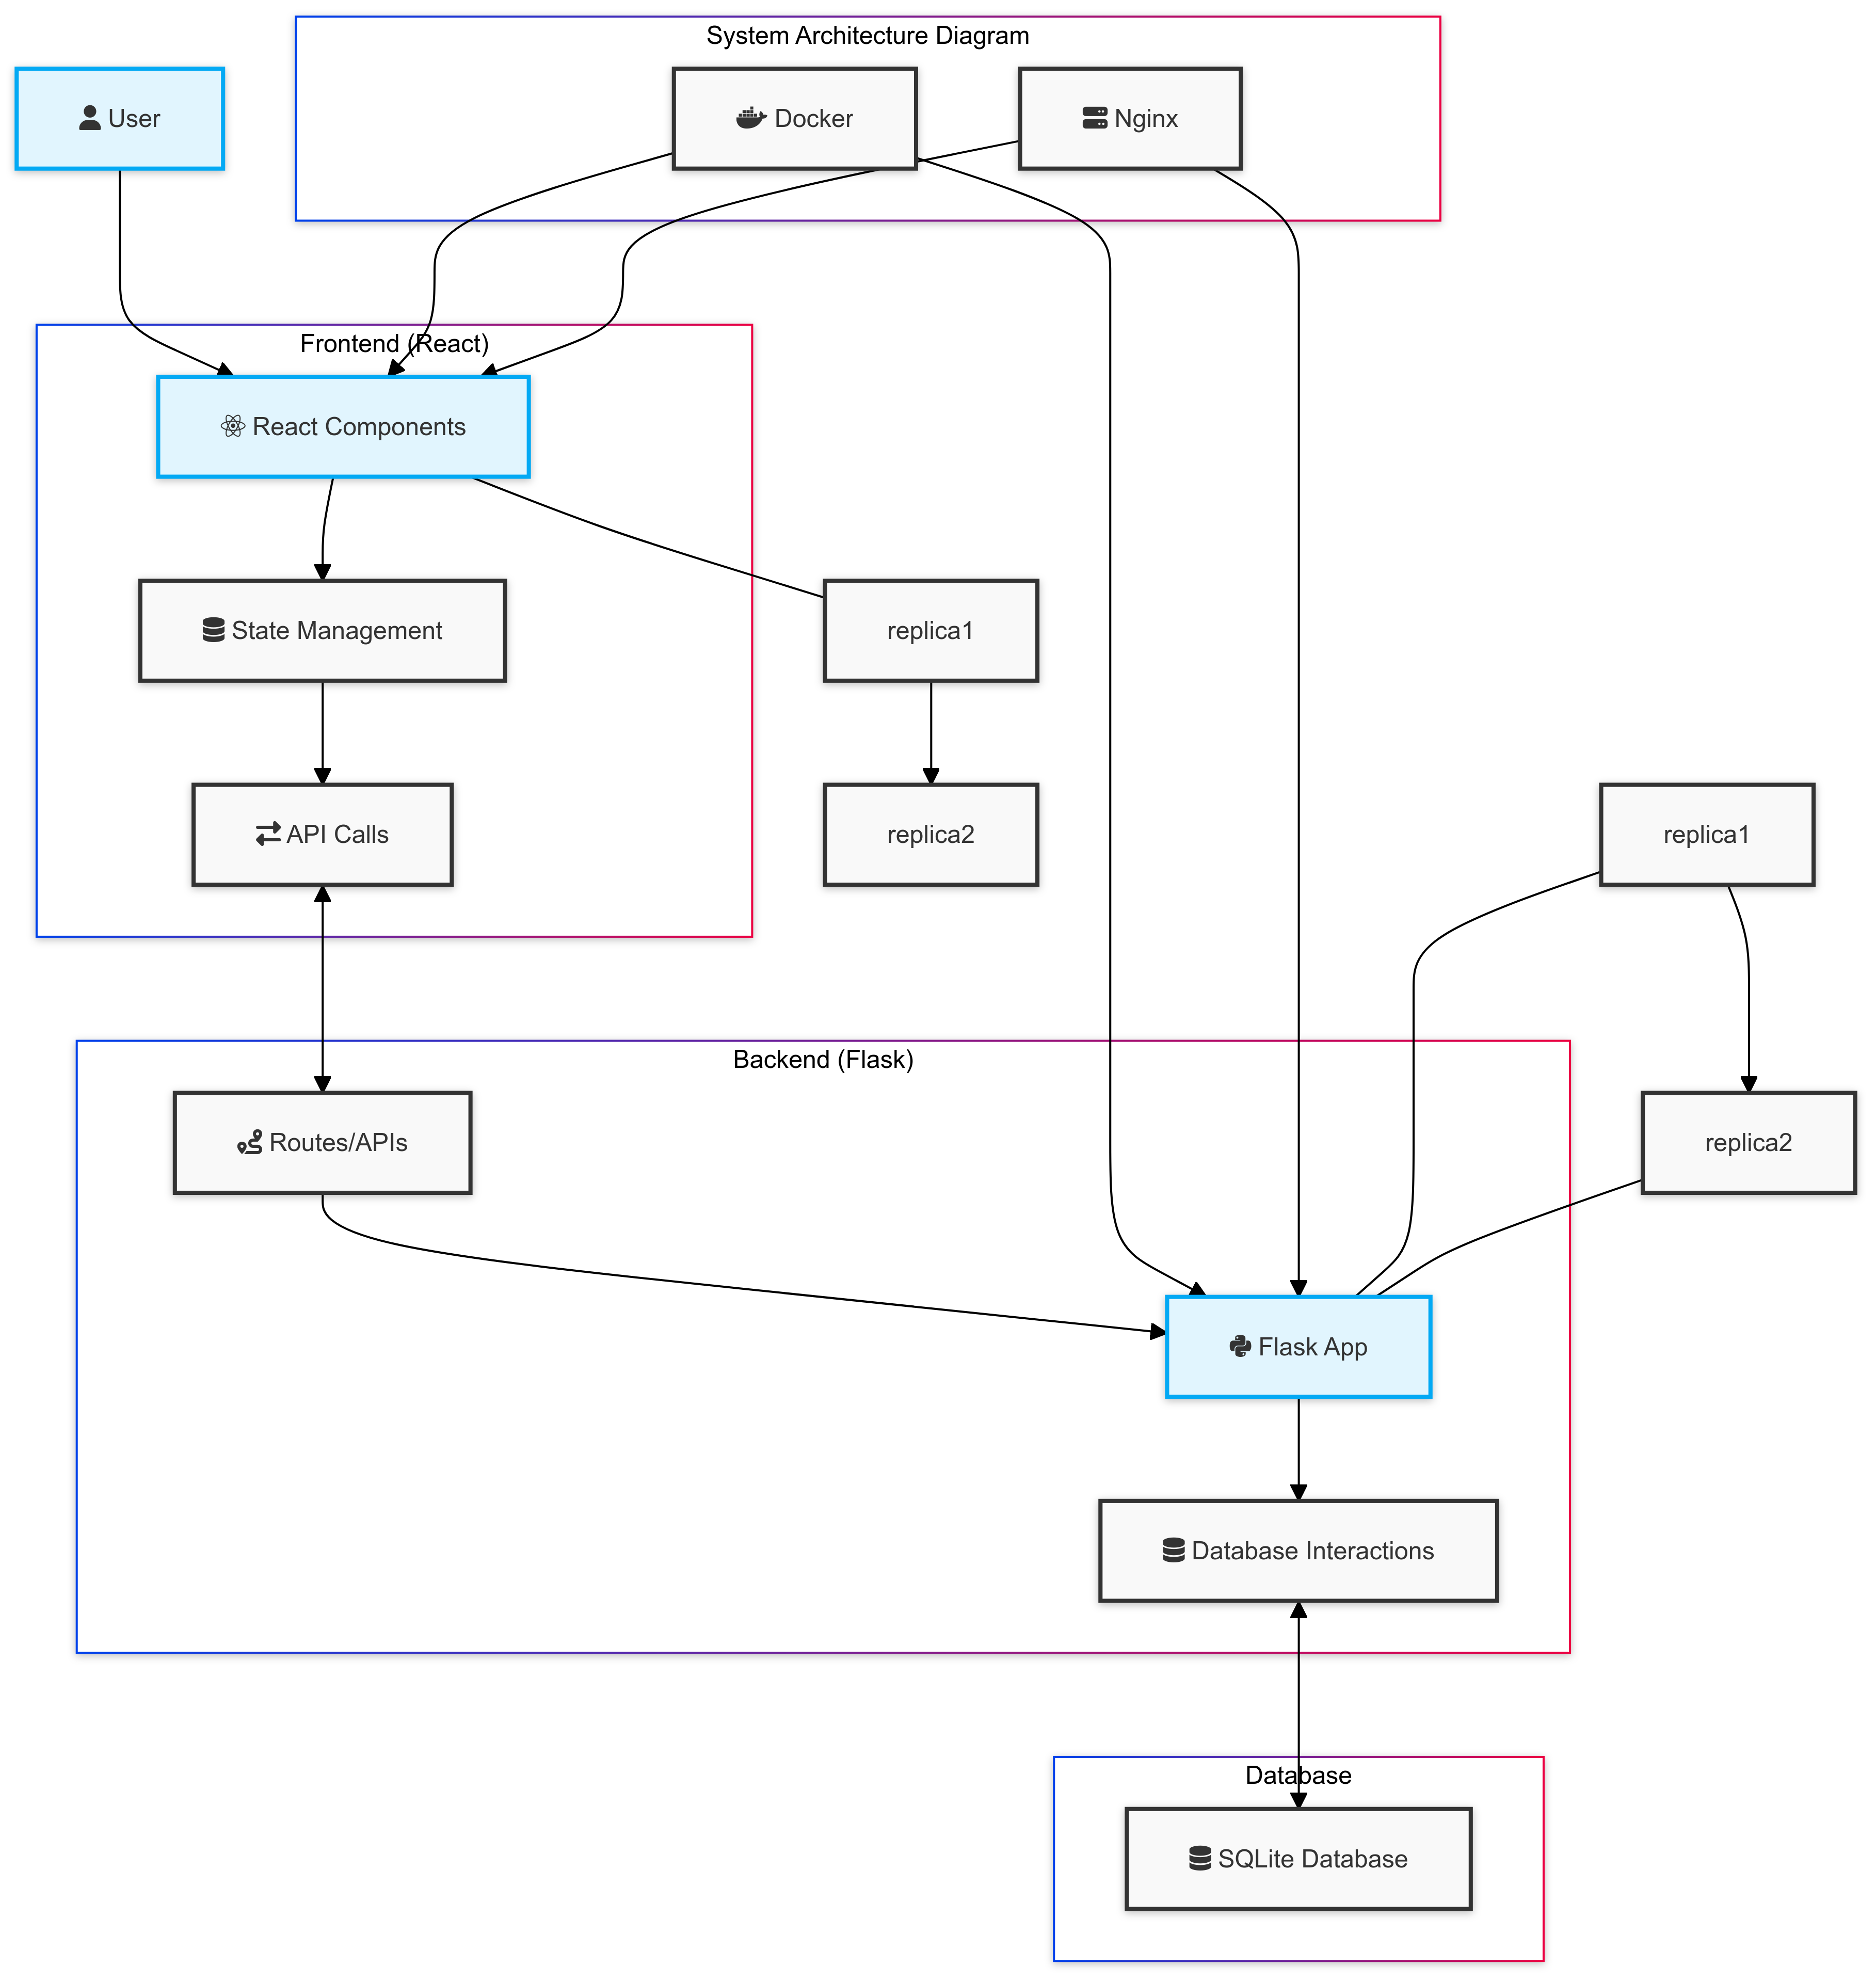 System Architecture Diagram
User
Docker
Nginx
Frontend (React)
React Components
State Management
replica1
API Calls
replica2
replica1
Backend (Flask)
Routes/APIs
replica2
Flask App
Database Interactions
Database
SQLite Database